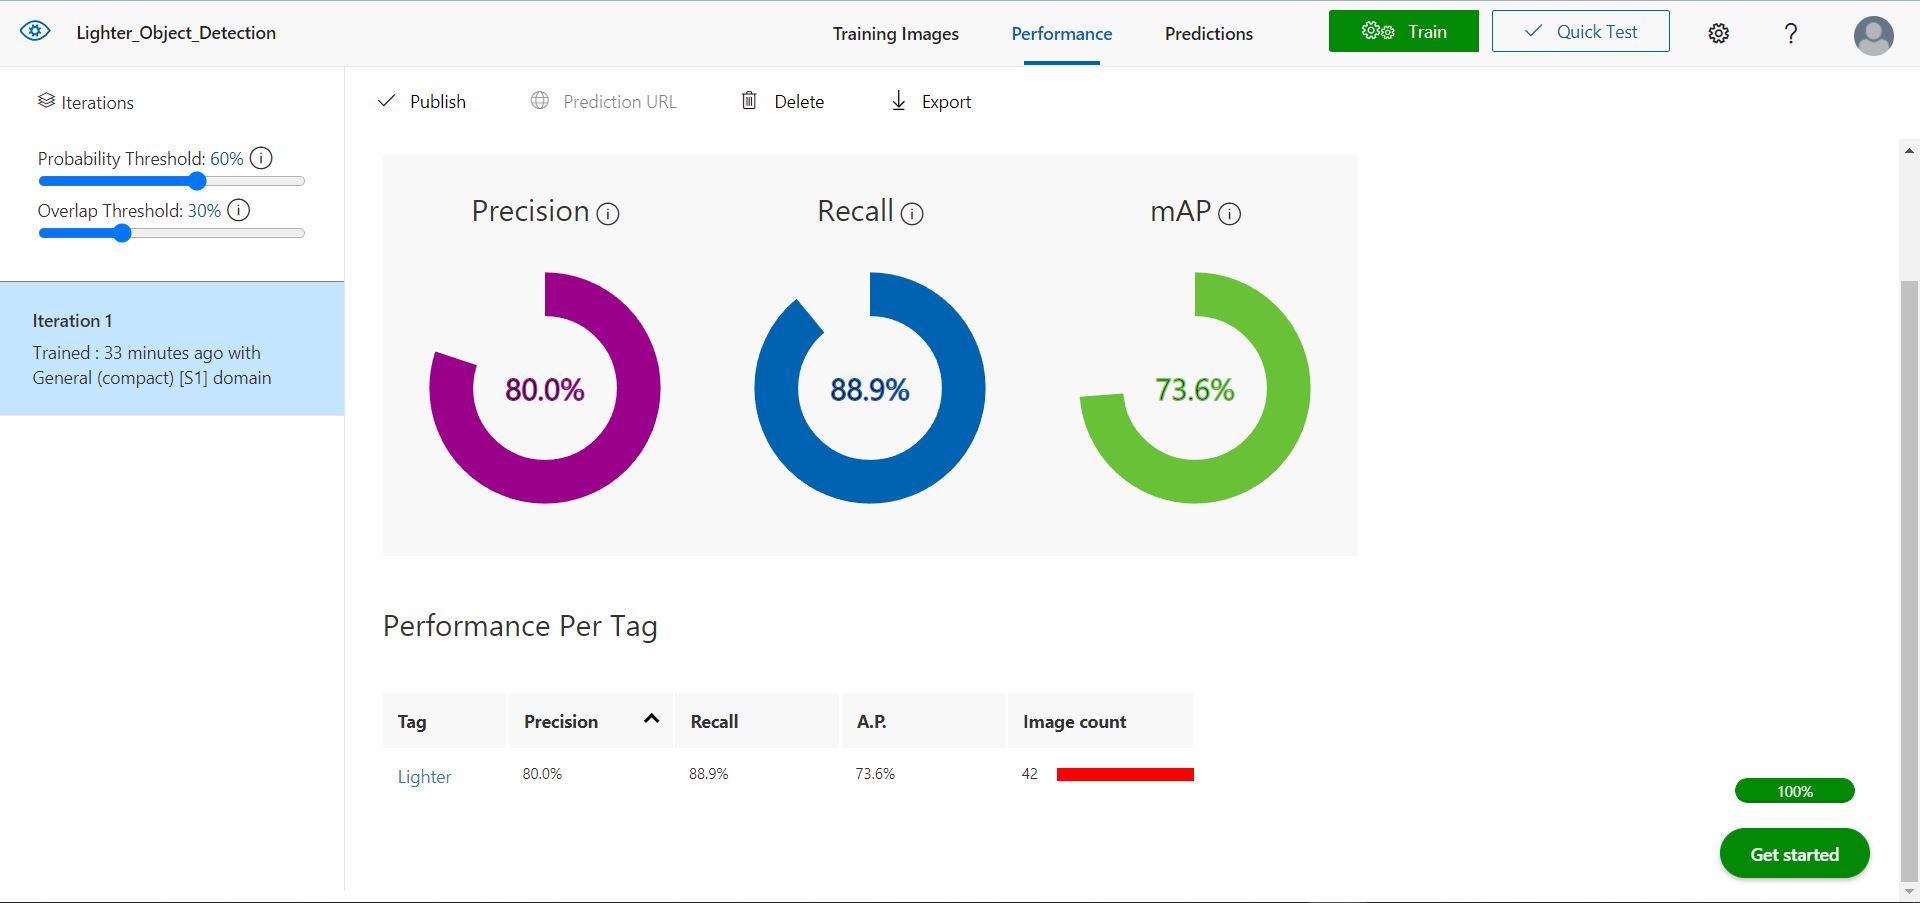 Lighter_Object_Detection
Training Images
Performance
Predictions
Train
Quick Test
?
Iterations
Probability Threshold: 60%
Overlap Threshold: 30%
Iteration 1
Trained : 33 minutes ago with
General (compact) [S1] domain
Publish
Prediction URL
Delete
Export
Precision
Recall
mAP
80.0%
88.9%
73.6%
Performance Per Tag
Tag Precision Recall A.P. Image count
Lighter 80.0% 88.9% 73.6% 42
100%
Get started